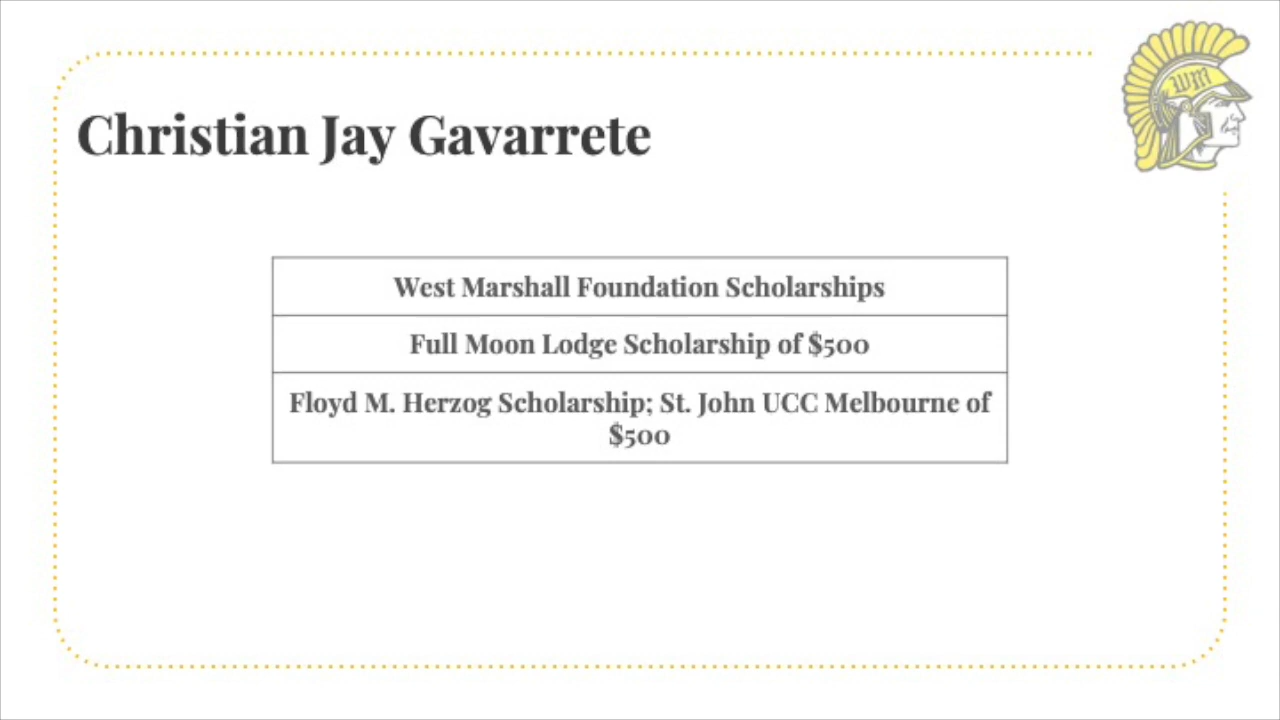 WM
Christian Jay Gavarrete
West Marshall Foundation Scholarships
Full Moon Lodge Scholarship of $500
Floyd M. Herzog Scholarship; St. John UCC Melbourne of
$500